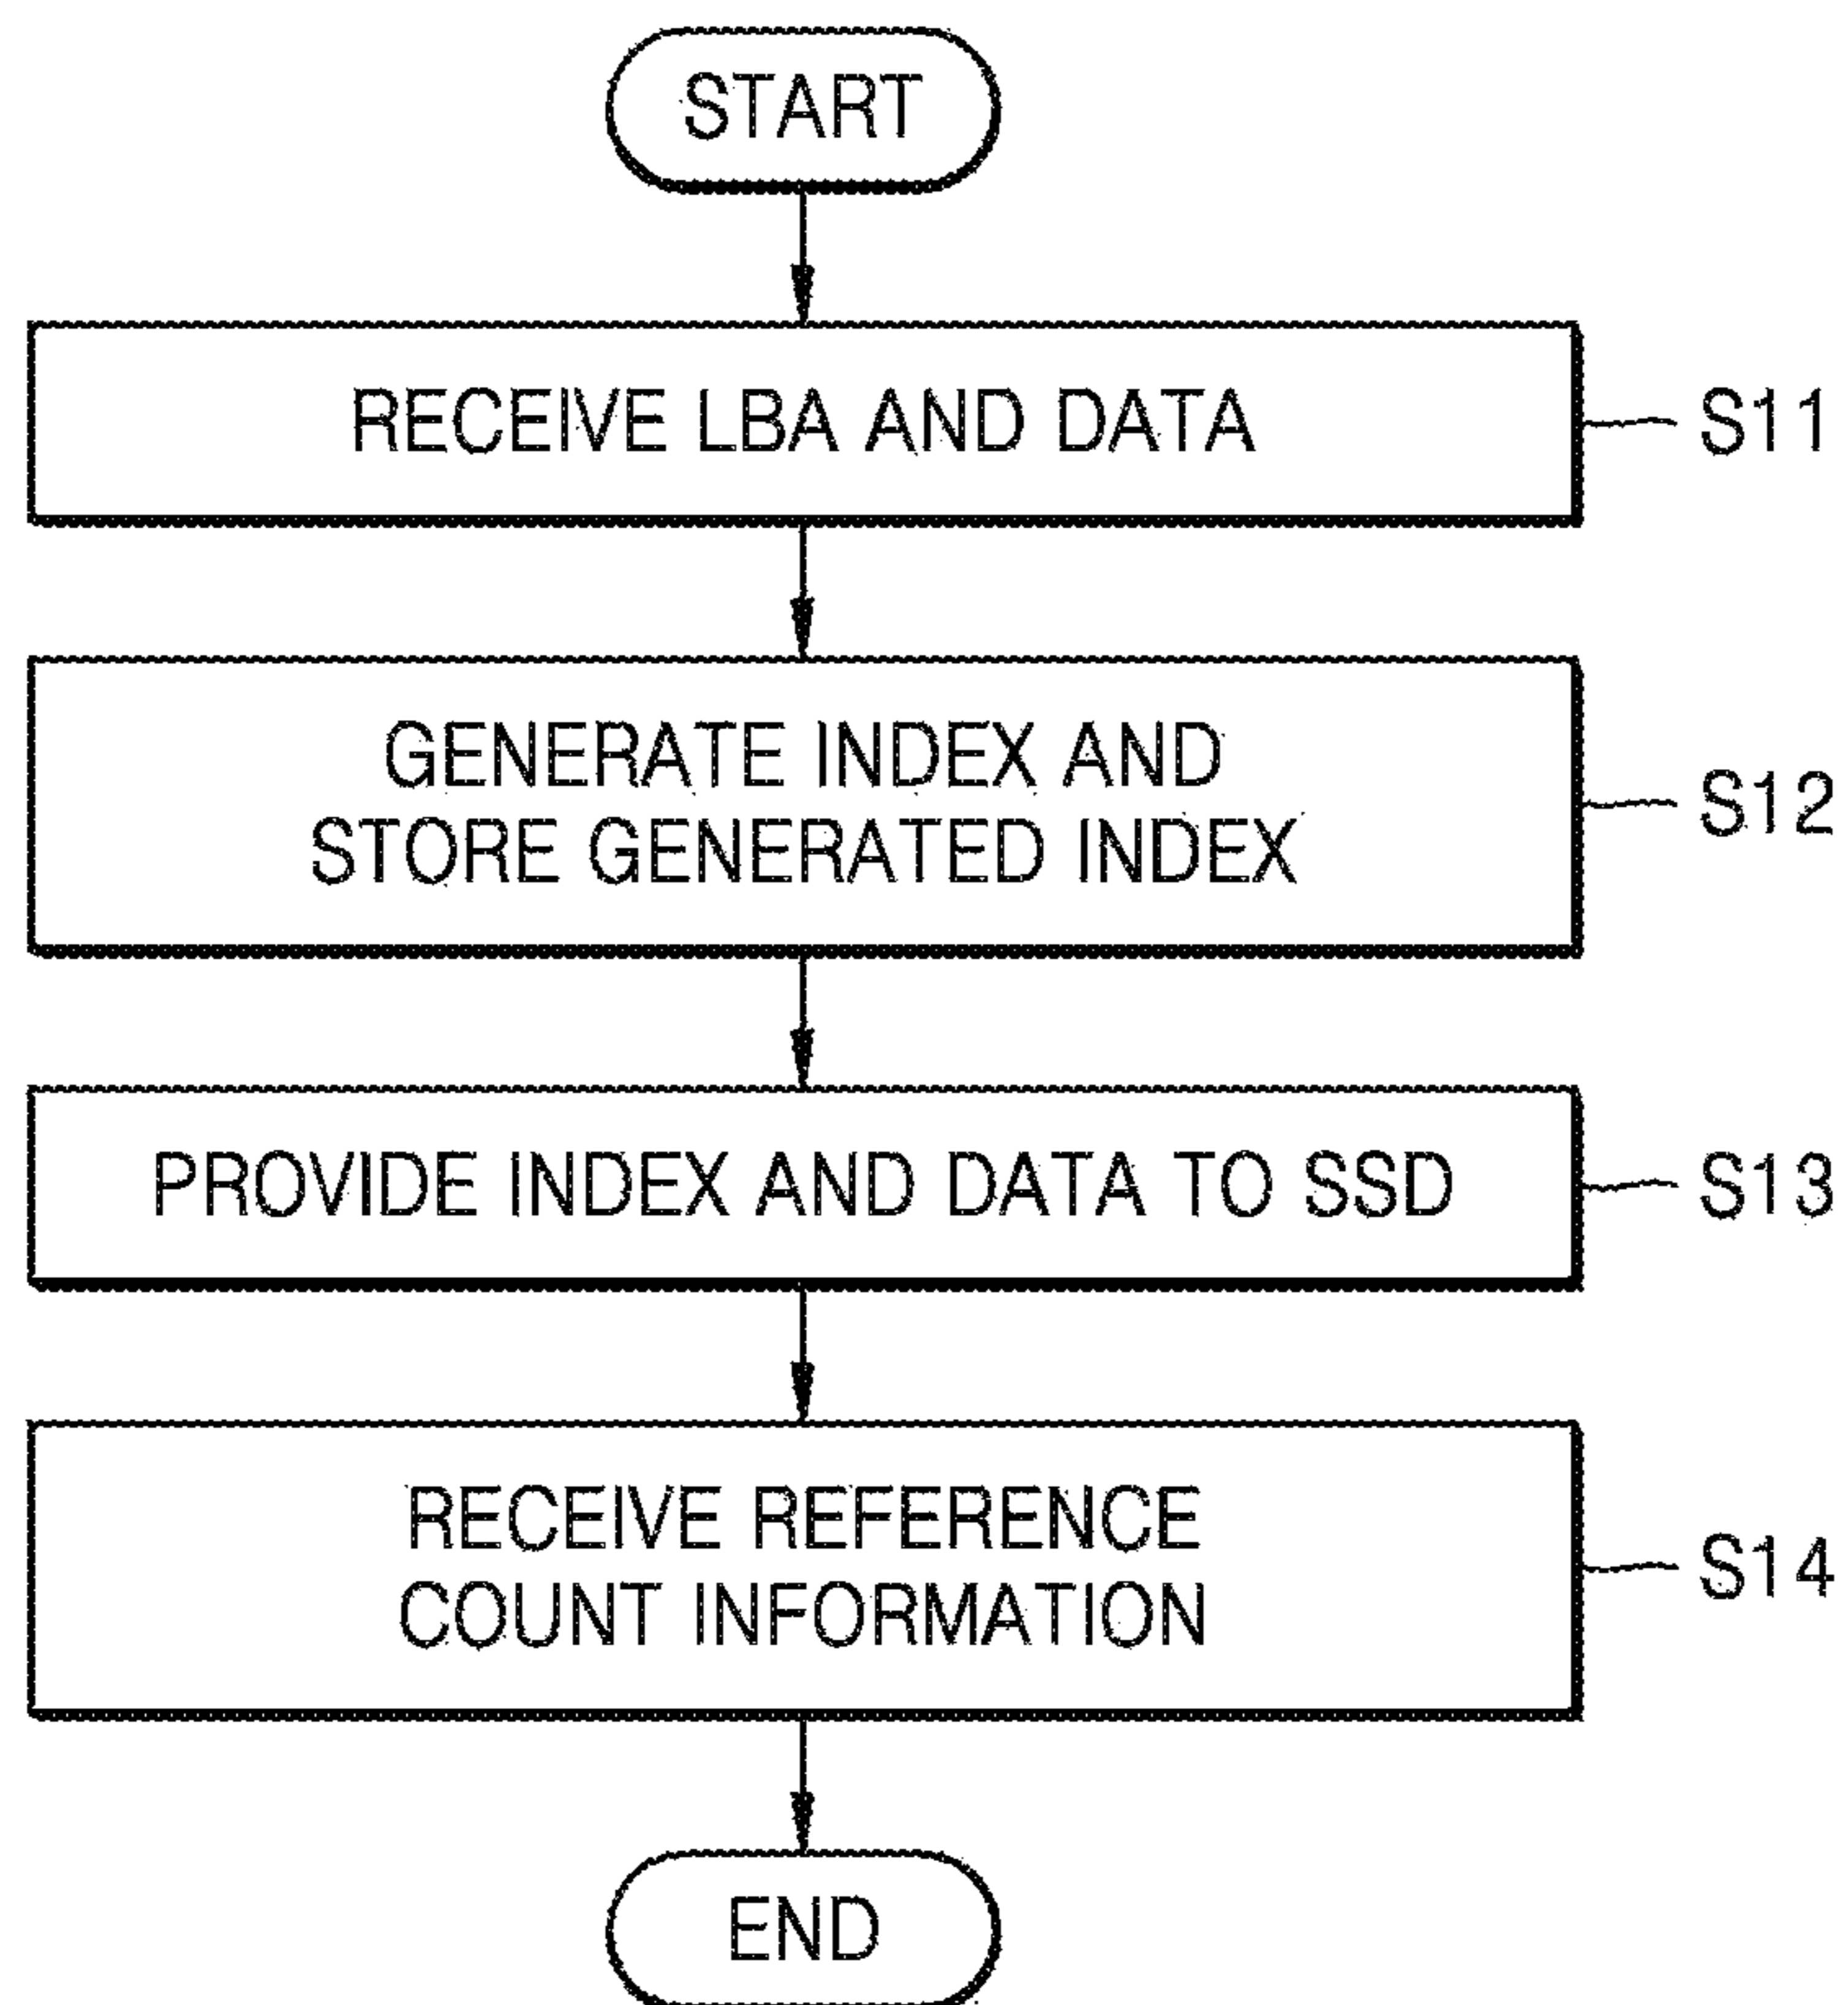 START
RECEIVE LBA AND DATA
S11
GENERATE INDEX AND
STORE GENERATED INDEX
S12
PROVIDE INDEX AND DATA TO SSD
S13
RECEIVE REFERENCE
COUNT INFORMATION
S14
END